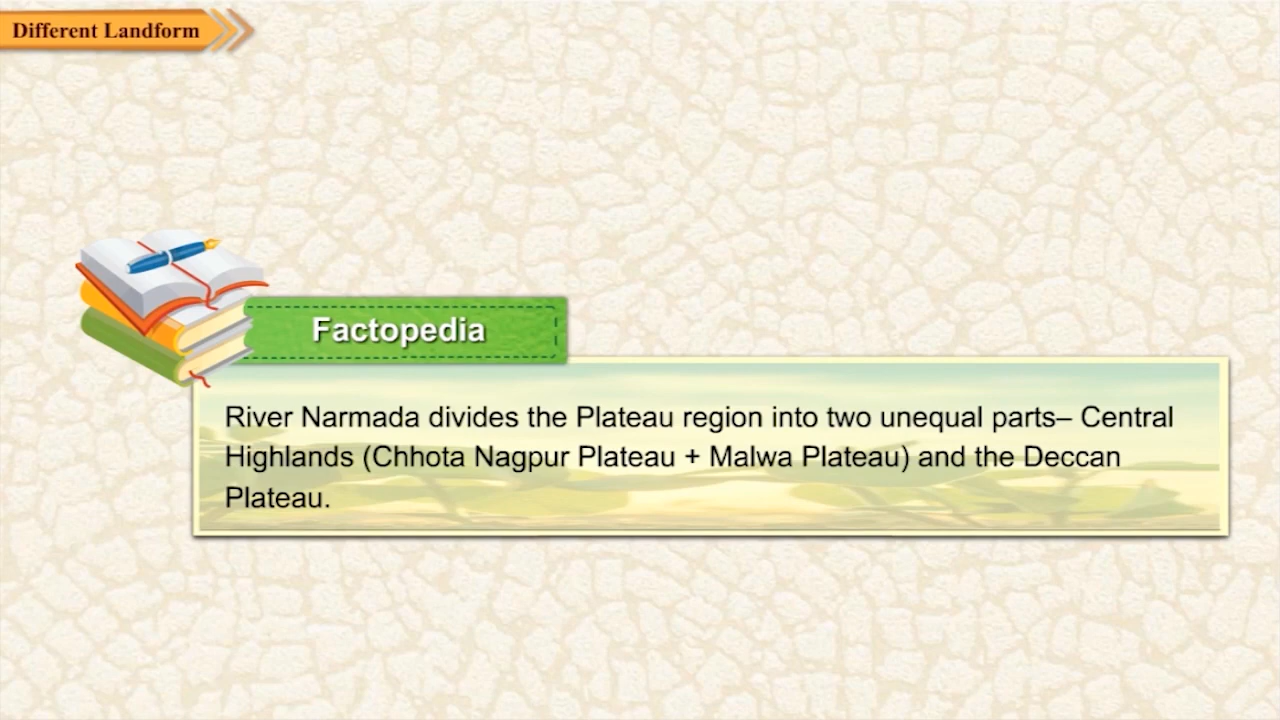 Different Landform
Factopedia
River Narmada divides the Plateau region into two unequal parts– Central
Highlands (Chhota Nagpur Plateau + Malwa Plateau) and the Deccan
Plateau.